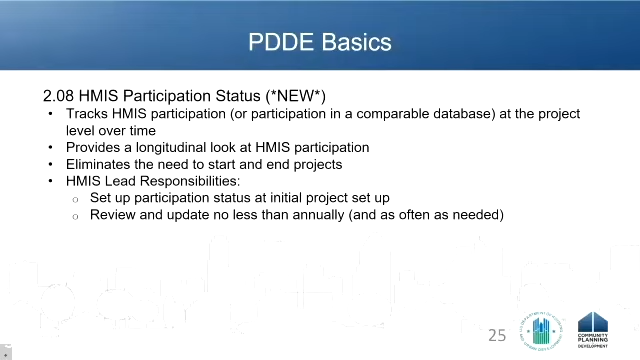 PDDE Basics
2.08 HMIS Participation Status (*NEW*)
• Tracks HMIS participation (or participation in a comparable database) at the project
level over time
• Provides a longitudinal look at HMIS participation
• Eliminates the need to start and end projects
• HMIS Lead Responsibilities:
o Set up participation status at initial project set up
o Review and update no less than annually (and as often as needed)
25
COMMUNITY
PLANNING
DEVELOPMENT